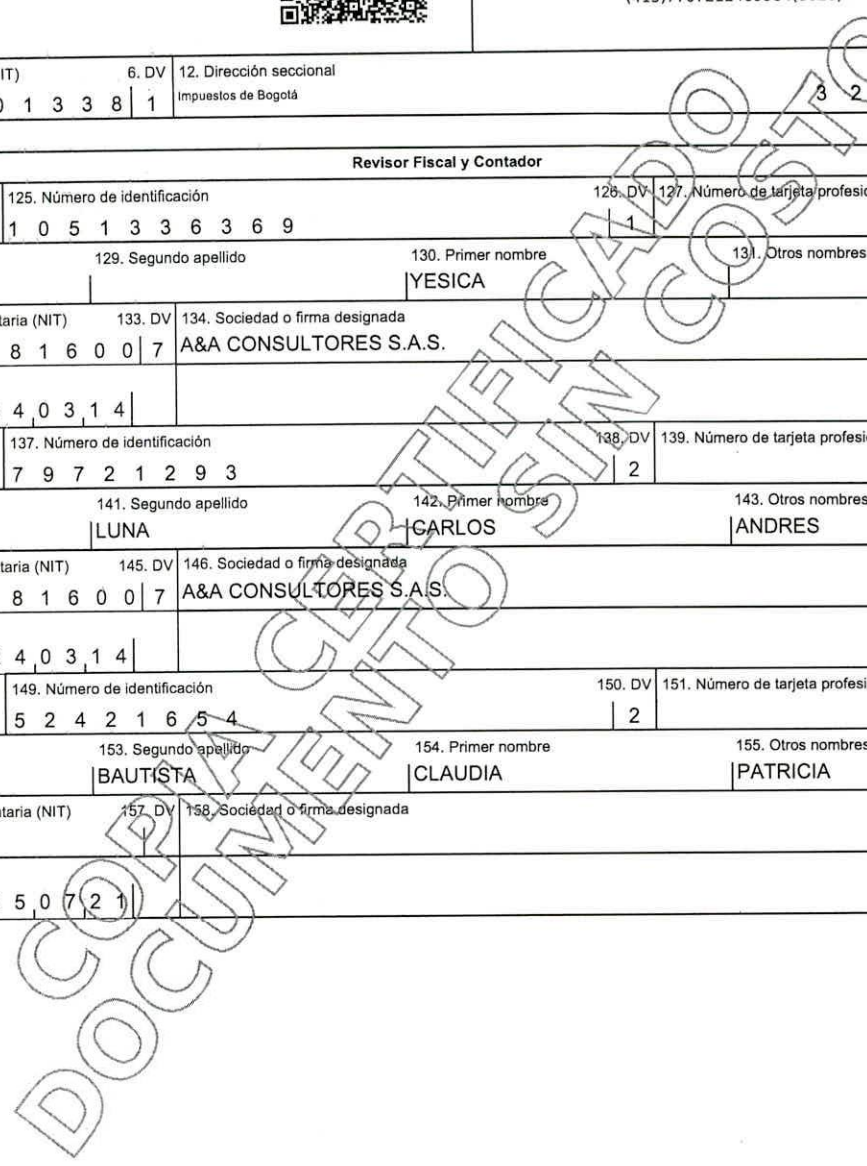 IT) 6. DV 12. Dirección seccional
0 1 3 3 8 1 Impuestos de Bogotá 3 2
Revisor Fiscal y Contador
125. Número de identificación 126. DV 127. Número de tarjeta profesi
1 0 5 1 3 3 6 3 6 9 1
129. Segundo apellido 130. Primer nombre 131. Otros nombres
YESICA
taria (NIT) 133. DV 134. Sociedad o firma designada
8 1 6 0 0 7 A&A CONSULTORES S.A.S.
4 0 3 1 4
137. Número de identificación 138. DV 139. Número de tarjeta profesi
7 9 7 2 1 2 9 3 2
141. Segundo apellido 142. Primer nombre 143. Otros nombres
LUNA CARLOS ANDRES
taria (NIT) 145. DV 146. Sociedad o firma designada
8 1 6 0 0 7 A&A CONSULTORES S.A.S.
4 0 3 1 4
149. Número de identificación 150. DV 151. Número de tarjeta profesi
5 2 4 2 1 6 5 4 2
153. Segundo apellido 154. Primer nombre 155. Otros nombres
BAUTISTA CLAUDIA PATRICIA
taria (NIT) 157. DV 158. Sociedad o firma designada
5 0 7 2 1
COPIA CERTIFICADO
DOCUMENTO SIN COSTO